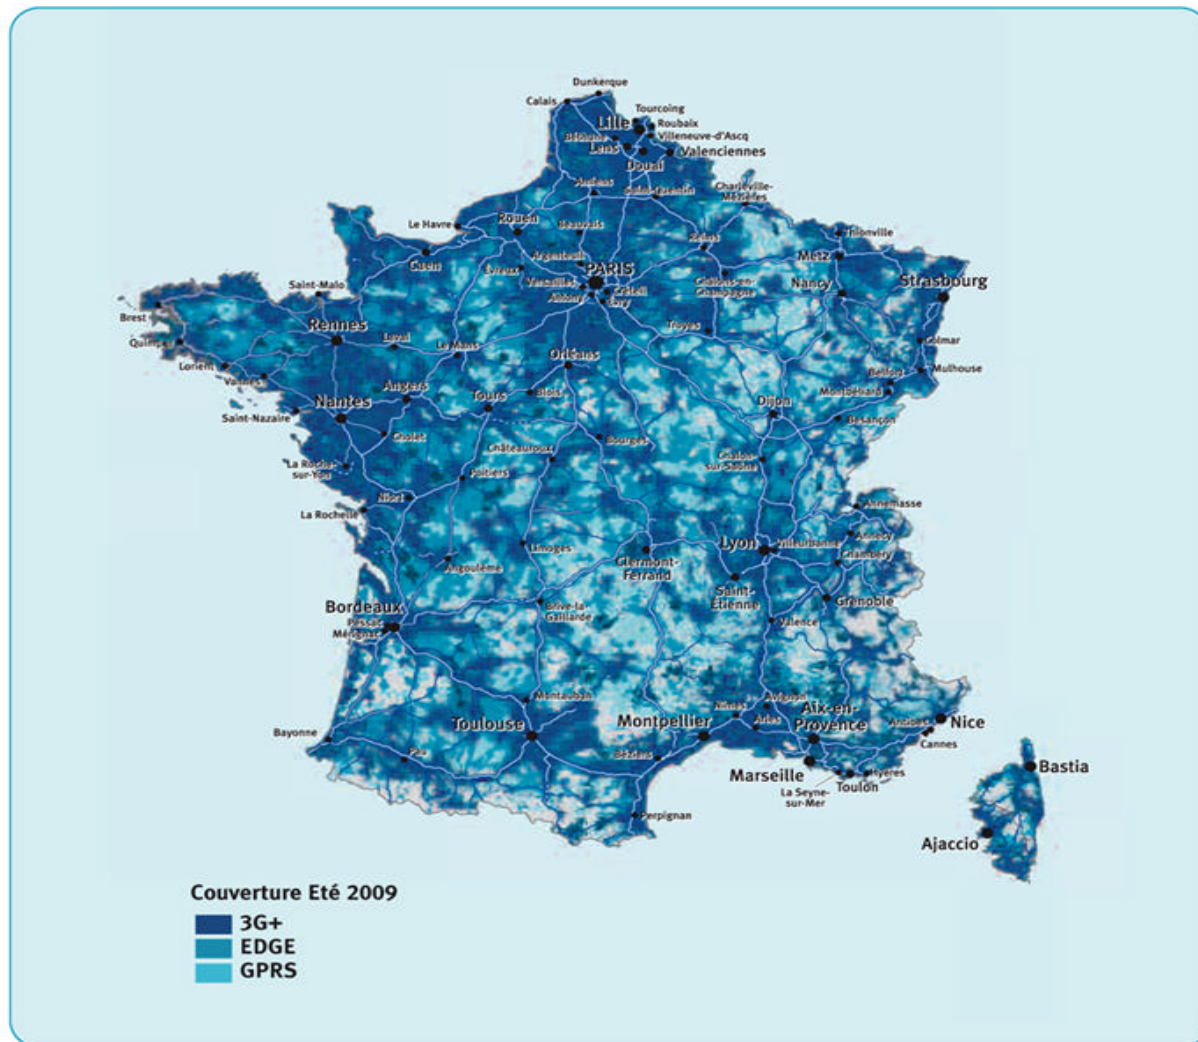 Dunkerque
Calais
Tourcoing
Lille
Roubaix
Béthune
Villeneuve-d'Ascq
Lens
Valenciennes
Douai
Amiens
Saint-Quentin
Charleville-
Mézières
Le Havre
Rouen
Beauvais
Thionville
Reims
Caen
Argenteuil
Metz
Évreux
PARIS
Châlons-en-
Champagne
Nancy
Strasbourg
Saint-Malo
Versailles
Créteil
Antony
Evry
Brest
Rennes
Troyes
Quimper
Laval
Le Mans
Orléans
Colmar
Lorient
Vannes
Belfort
Mulhouse
Angers
Tours
Blois
Montbéliard
Nantes
Dijon
Saint-Nazaire
Besançon
Cholet
Bourges
Châteauroux
La Roche-
sur-Yon
Poitiers
Chalon-
sur-Saône
Niort
Annemasse
La Rochelle
Annecy
Lyon
Villeurbanne
Limoges
Chambéry
Angoulême
Clermont-
Ferrand
Saint-
Étienne
Grenoble
Bordeaux
Brive-la-
Gaillarde
Pessac
Mérignac
Valence
Montauban
Avignon
Nîmes
Aix-en-
Provence
Arles
Toulouse
Montpellier
Antibes
Nice
Bayonne
Cannes
Pau
Béziers
Marseille
Hyères
Bastia
La Seyne-
sur-Mer
Toulon
Perpignan
Ajaccio
Couverture Eté 2009
3G+
EDGE
GPRS